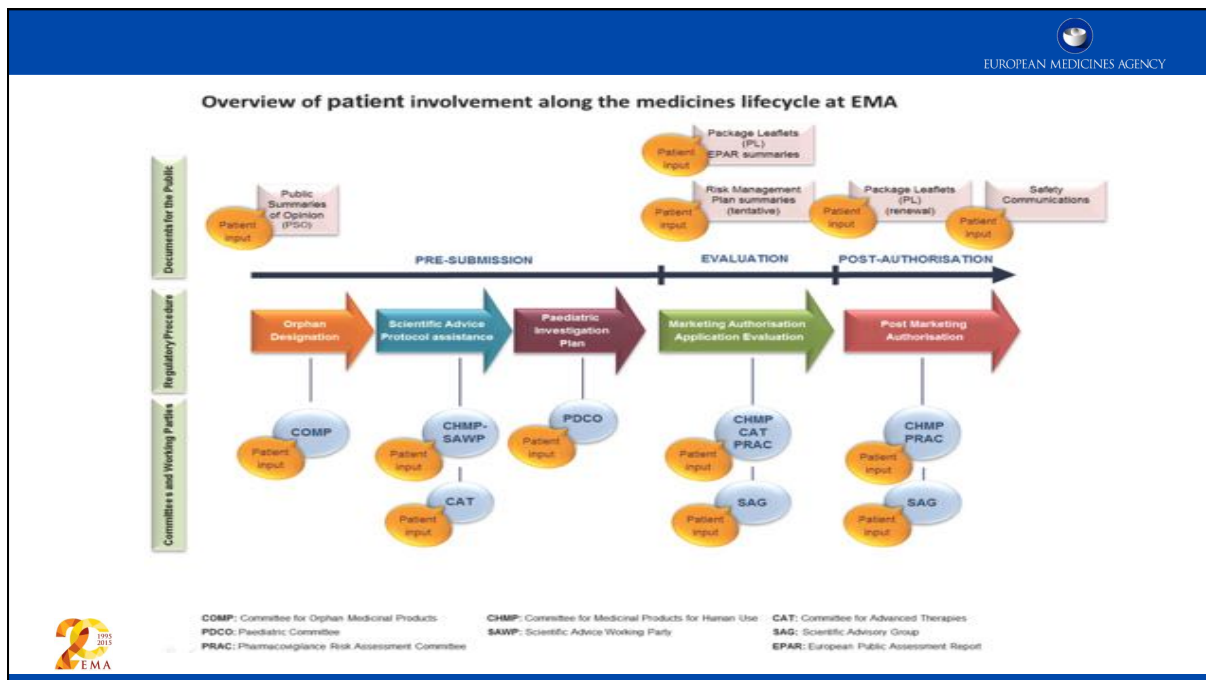 EUROPEAN MEDICINES AGENCY
Overview of patient involvement along the medicines lifecycle at EMA
Documents for the Public
Patient
input
Public
Summaries
of Opinion
(PSO)
Patient
input
Package Leaflets
(PL)
EPAR summaries
Patient
input
Risk Management
Plan summaries
(tentative)
Patient
input
Package Leaflets
(PL)
(renewal)
Patient
input
Safety
Communications
PRE-SUBMISSION
EVALUATION
POST-AUTHORISATION
Regulatory Procedure
Orphan
Designation
Scientific Advice
Protocol assistance
Paediatric
Investigation
Plan
Marketing Authorisation
Application Evaluation
Post Marketing
Authorisation
Committees and Working Parties
COMP
Patient
input
CHMP-
SAWP
Patient
input
CAT
Patient
input
PDCO
Patient
input
CHMP
CAT
PRAC
Patient
input
SAG
Patient
input
CHMP
PRAC
Patient
input
SAG
Patient
input
COMP: Committee for Orphan Medicinal Products
PDCO: Paediatric Committee
PRAC: Pharmacovigilance Risk Assessment Committee
CHMP: Committee for Medicinal Products for Human Use
SAWP: Scientific Advice Working Party
CAT: Committee for Advanced Therapies
SAG: Scientific Advisory Group
EPAR: European Public Assessment Report
20
1995
2015
EMA